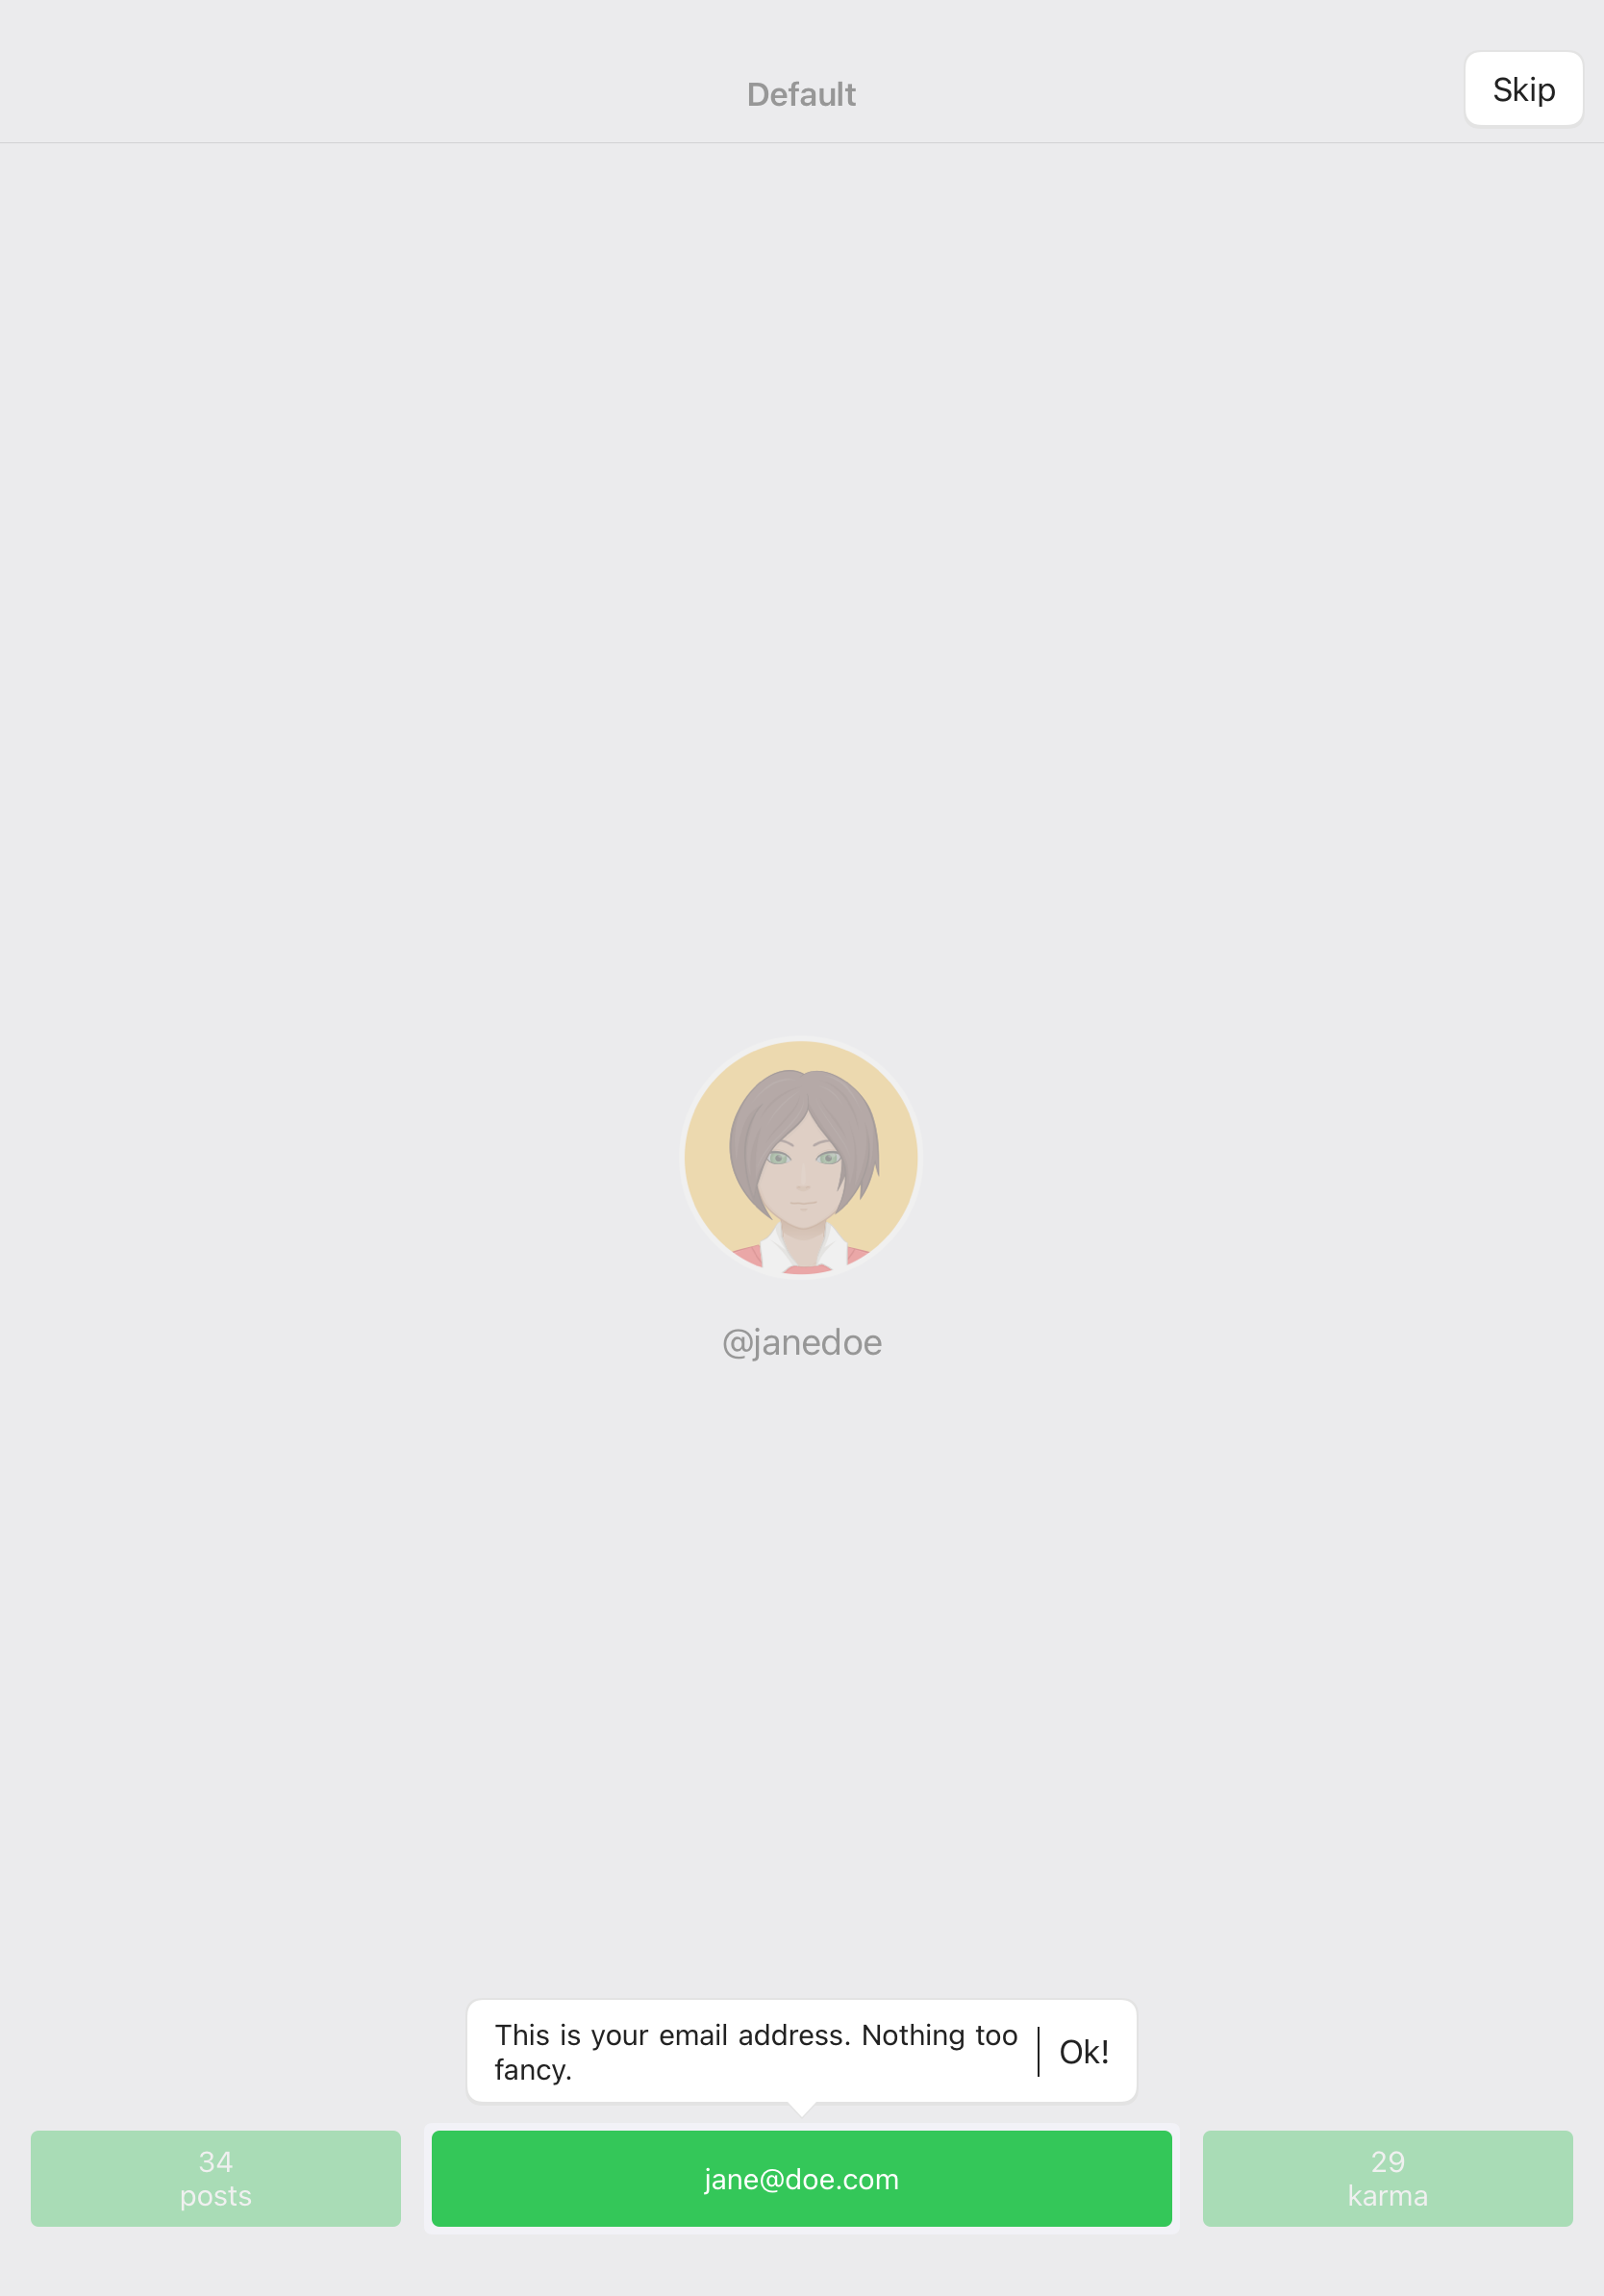 Default
Skip
@janedoe
This is your email address. Nothing too
fancy.
Ok!
34
posts
jane@doe.com
29
karma